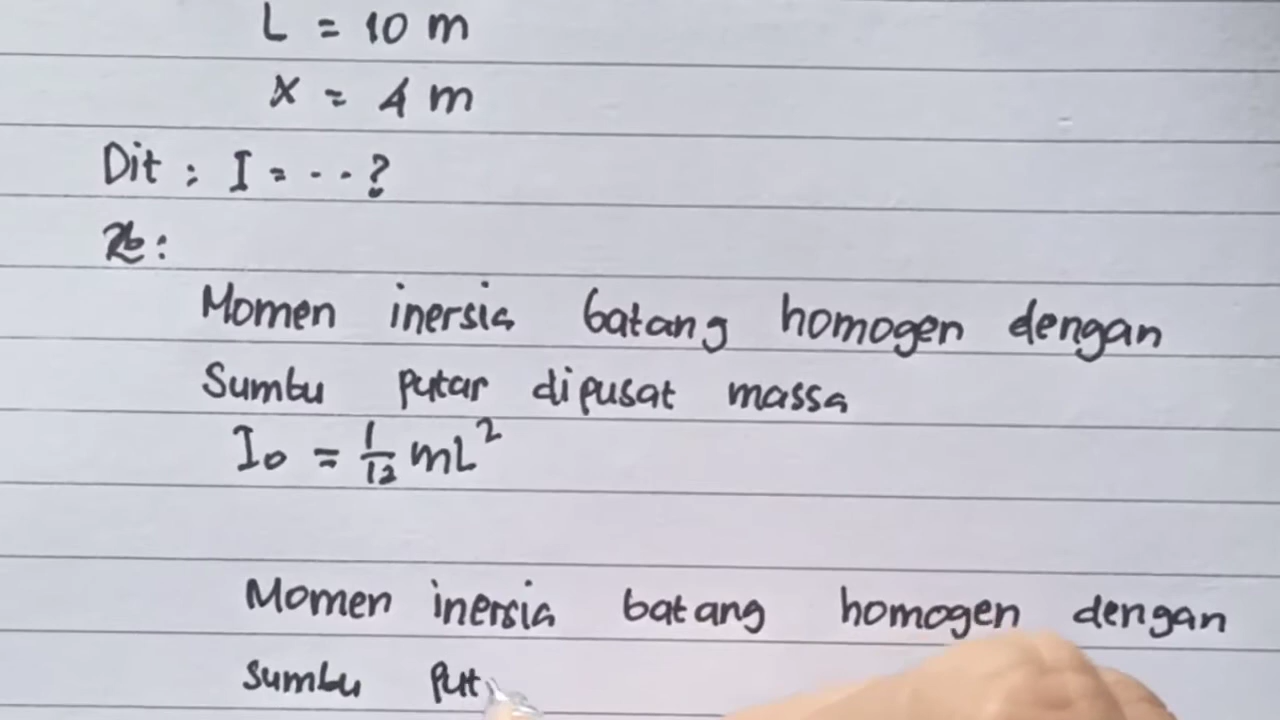 L = 10 m
x = 4 m
Dit : I = ... ?
Momen inersia batang homogen dengan
Sumbu putar dipusat massa
I₀ = 1/12 mL²
Momen inersia batang homogen dengan
sumbu put